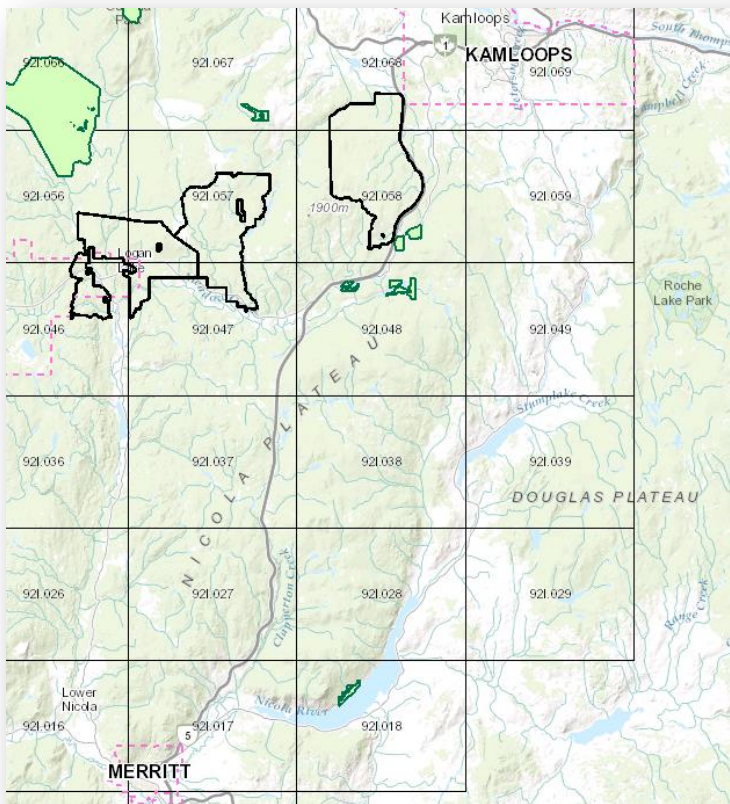 Kamloops
1
KAMLOOPS
South Thomps
92I.066
92I.067
92I.068
92I.069
Campbell Creek
92I.056
92I.057
92I.058
92I.059
1900m
Logan
Roche
Lake Park
92I.046
92I.047
92I.048
92I.049
NICOLA PLATEAU
Stumplake Creek
92I.036
92I.037
92I.038
92I.039
DOUGLAS PLATEAU
Clapperton Creek
92I.026
92I.027
92I.028
92I.029
Range Creek
Lower
Nicola
Nicola River
92I.016
92I.017
92I.018
5
MERRITT